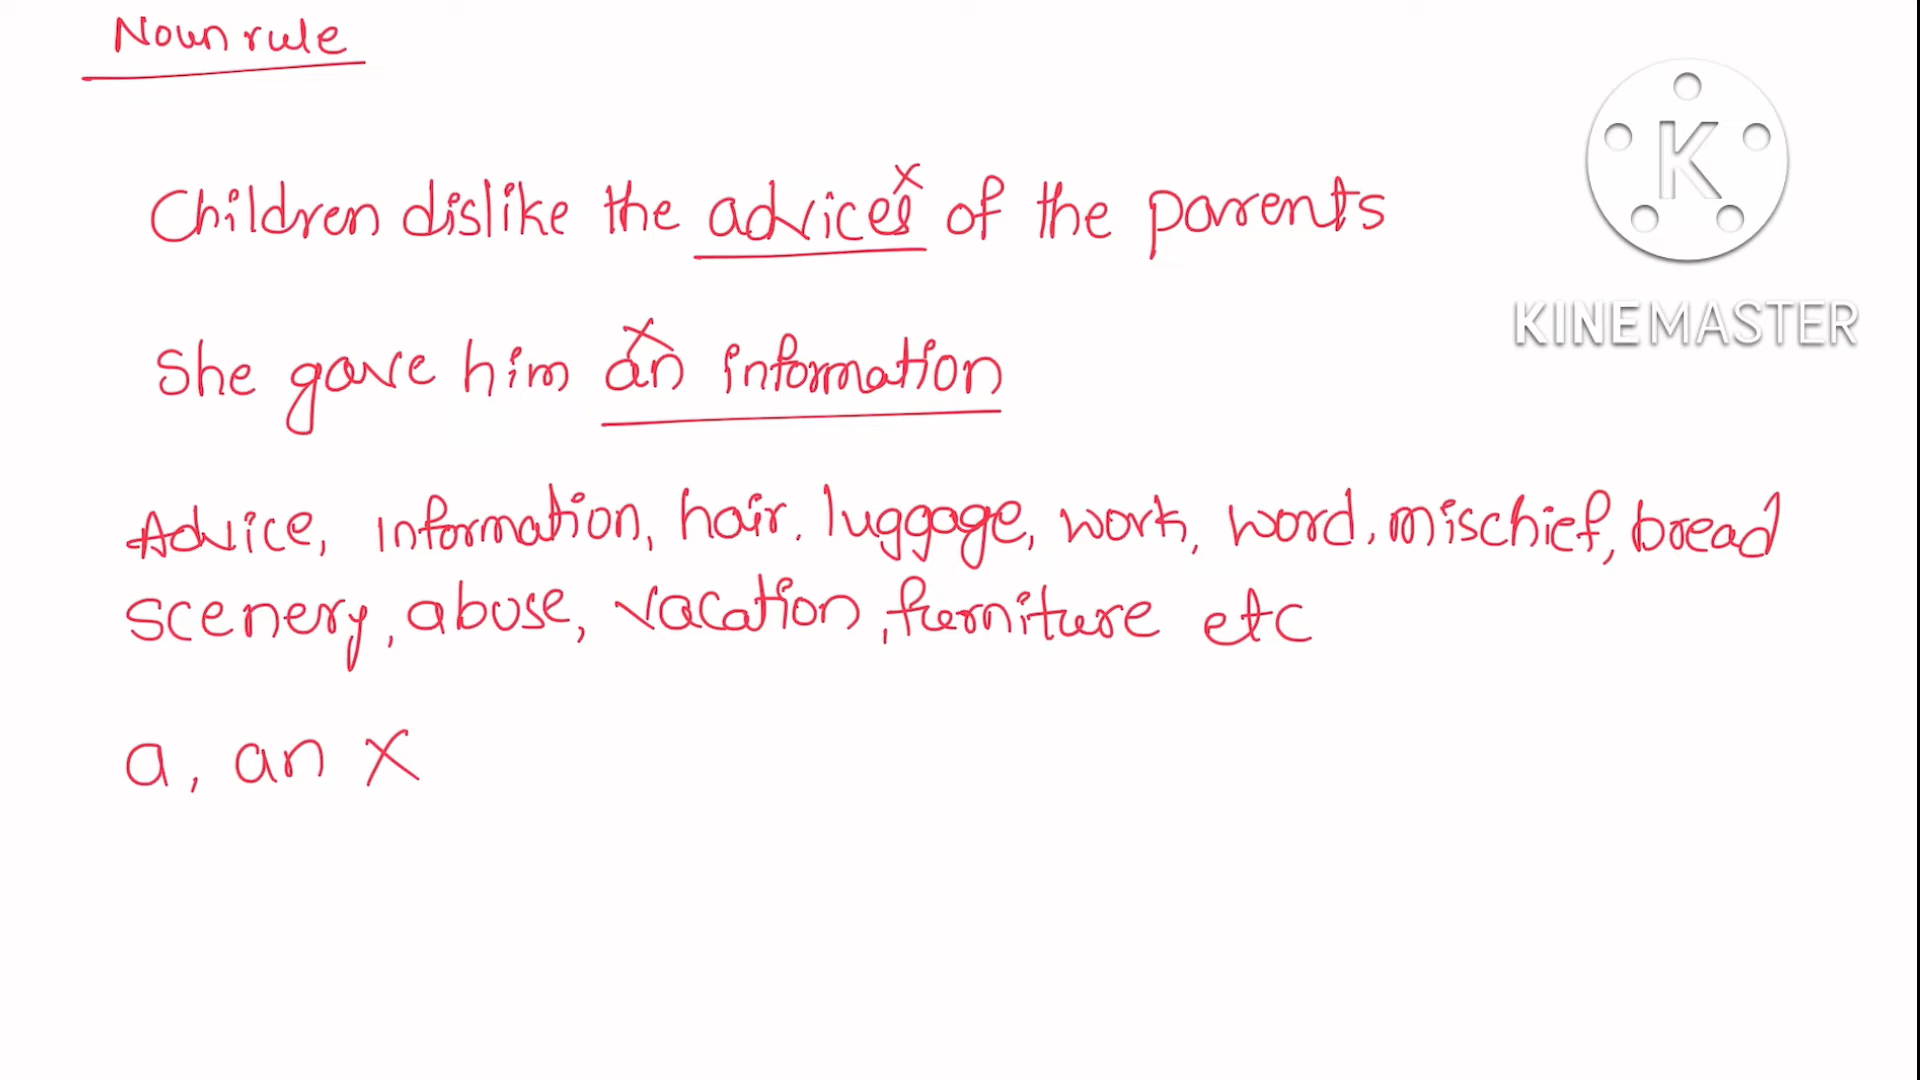 Noun rule
Children dislike the advices x of the parents
She gave him an x information
Advice, information, hair, luggage, work, word, mischief, bread
scenery, abuse, vacation, furniture etc
a, an X
K
KINEMASTER